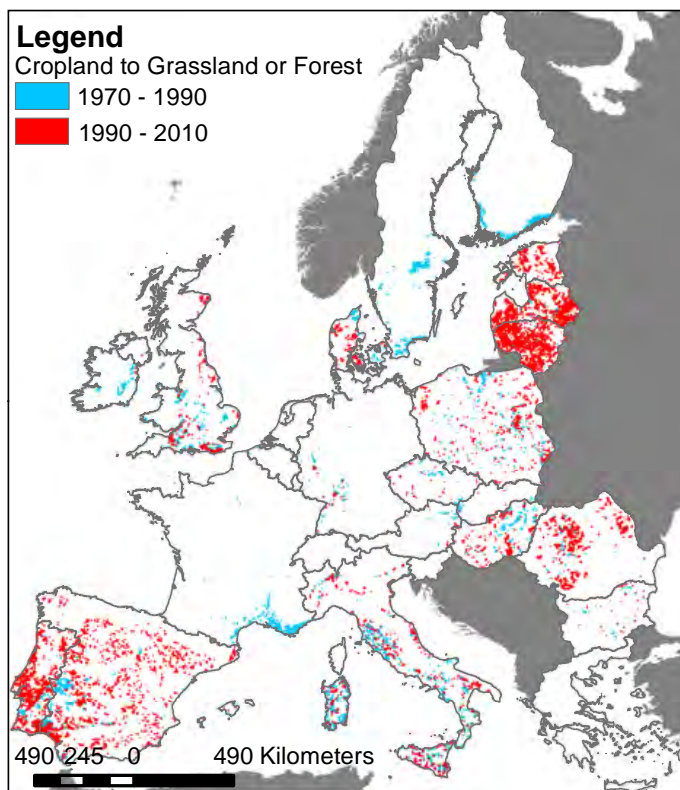 Legend
Cropland to Grassland or Forest
1970 - 1990
1990 - 2010
490 245 0 490 Kilometers